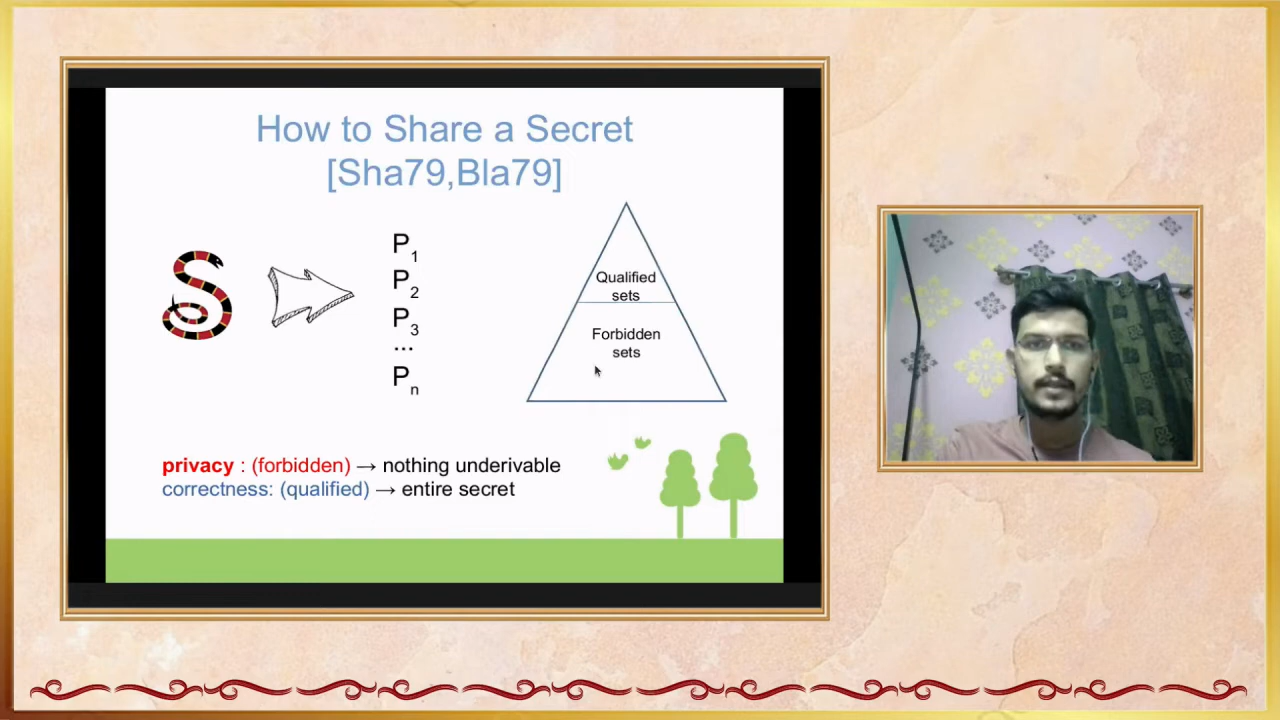 How to Share a Secret
[Sha79,Bla79]
P1
P2
P3
...
Pn
Qualified
sets
Forbidden
sets
privacy : (forbidden) → nothing underivable
correctness: (qualified) → entire secret